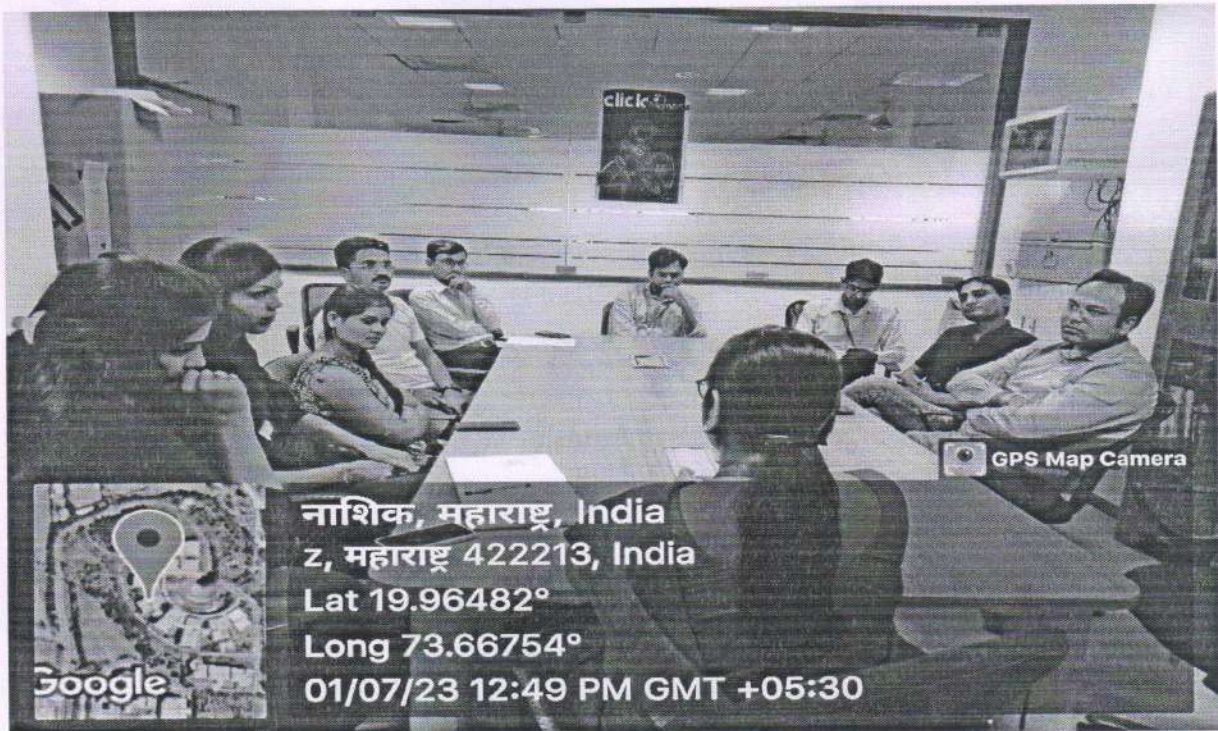 click
GPS Map Camera
नाशिक, महाराष्ट्र, India
z, महाराष्ट्र 422213, India
Lat 19.96482°
Long 73.66754°
01/07/23 12:49 PM GMT +05:30
Google